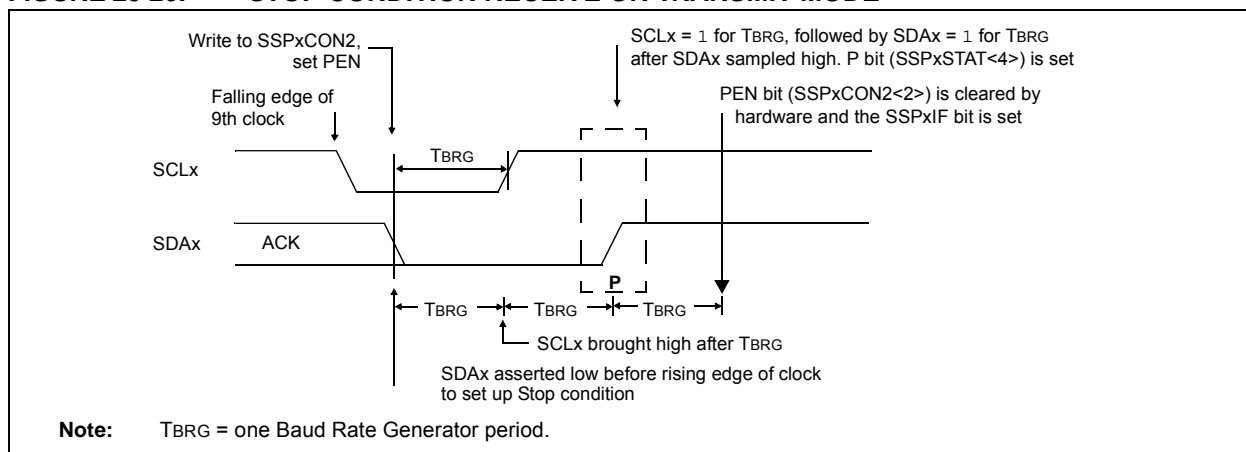 Write to SSPxCON2,
set PEN
SCLx = 1 for TBRG, followed by SDAx = 1 for TBRG
after SDAx sampled high. P bit (SSPxSTAT<4>) is set
Falling edge of
9th clock
PEN bit (SSPxCON2<2>) is cleared by
hardware and the SSPxIF bit is set
TBRG
SCLx
SDAx
ACK
P
TBRG
TBRG
TBRG
SCLx brought high after TBRG
SDAx asserted low before rising edge of clock
to set up Stop condition
Note: TBRG = one Baud Rate Generator period.